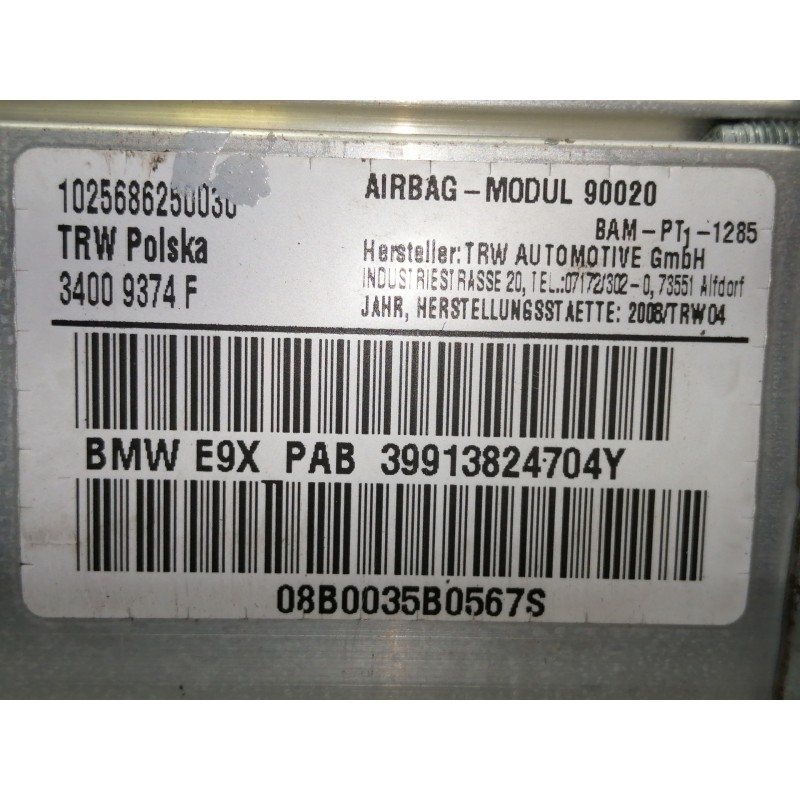 1025686250030
TRW Polska
3400 9374 F
AIRBAG-MODUL 90020
BAM-PT1-1285
Hersteller: TRW AUTOMOTIVE GmbH
INDUSTRIESTRASSE 20, TEL.:07172/302-0, 73551 Alfdorf
JAHR, HERSTELLUNGSSTAETTE: 2008/TRW04
BMW E9X PAB 39913824704Y
08B0035B0567S